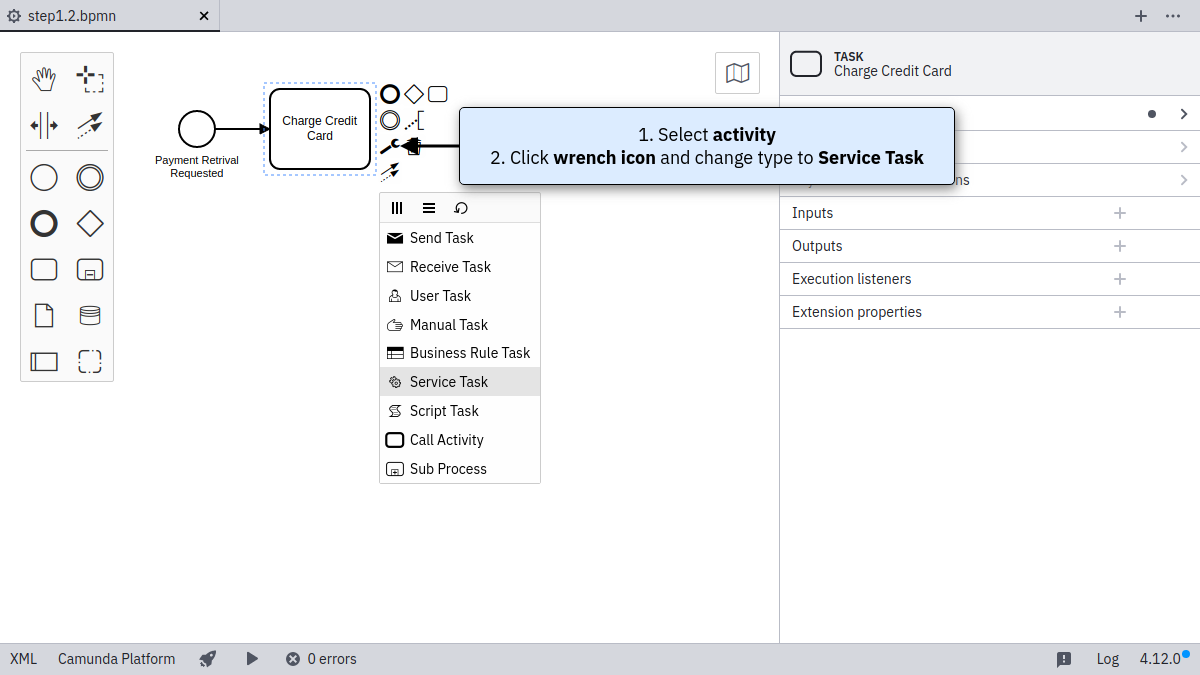 step1.2.bpmn
TASK
Charge Credit Card
Charge Credit
Card
Payment Retrival
Requested
1. Select activity
2. Click wrench icon and change type to Service Task
Inputs
Outputs
Execution listeners
Extension properties
Send Task
Receive Task
User Task
Manual Task
Business Rule Task
Service Task
Script Task
Call Activity
Sub Process
XML
Camunda Platform
0 errors
Log
4.12.0